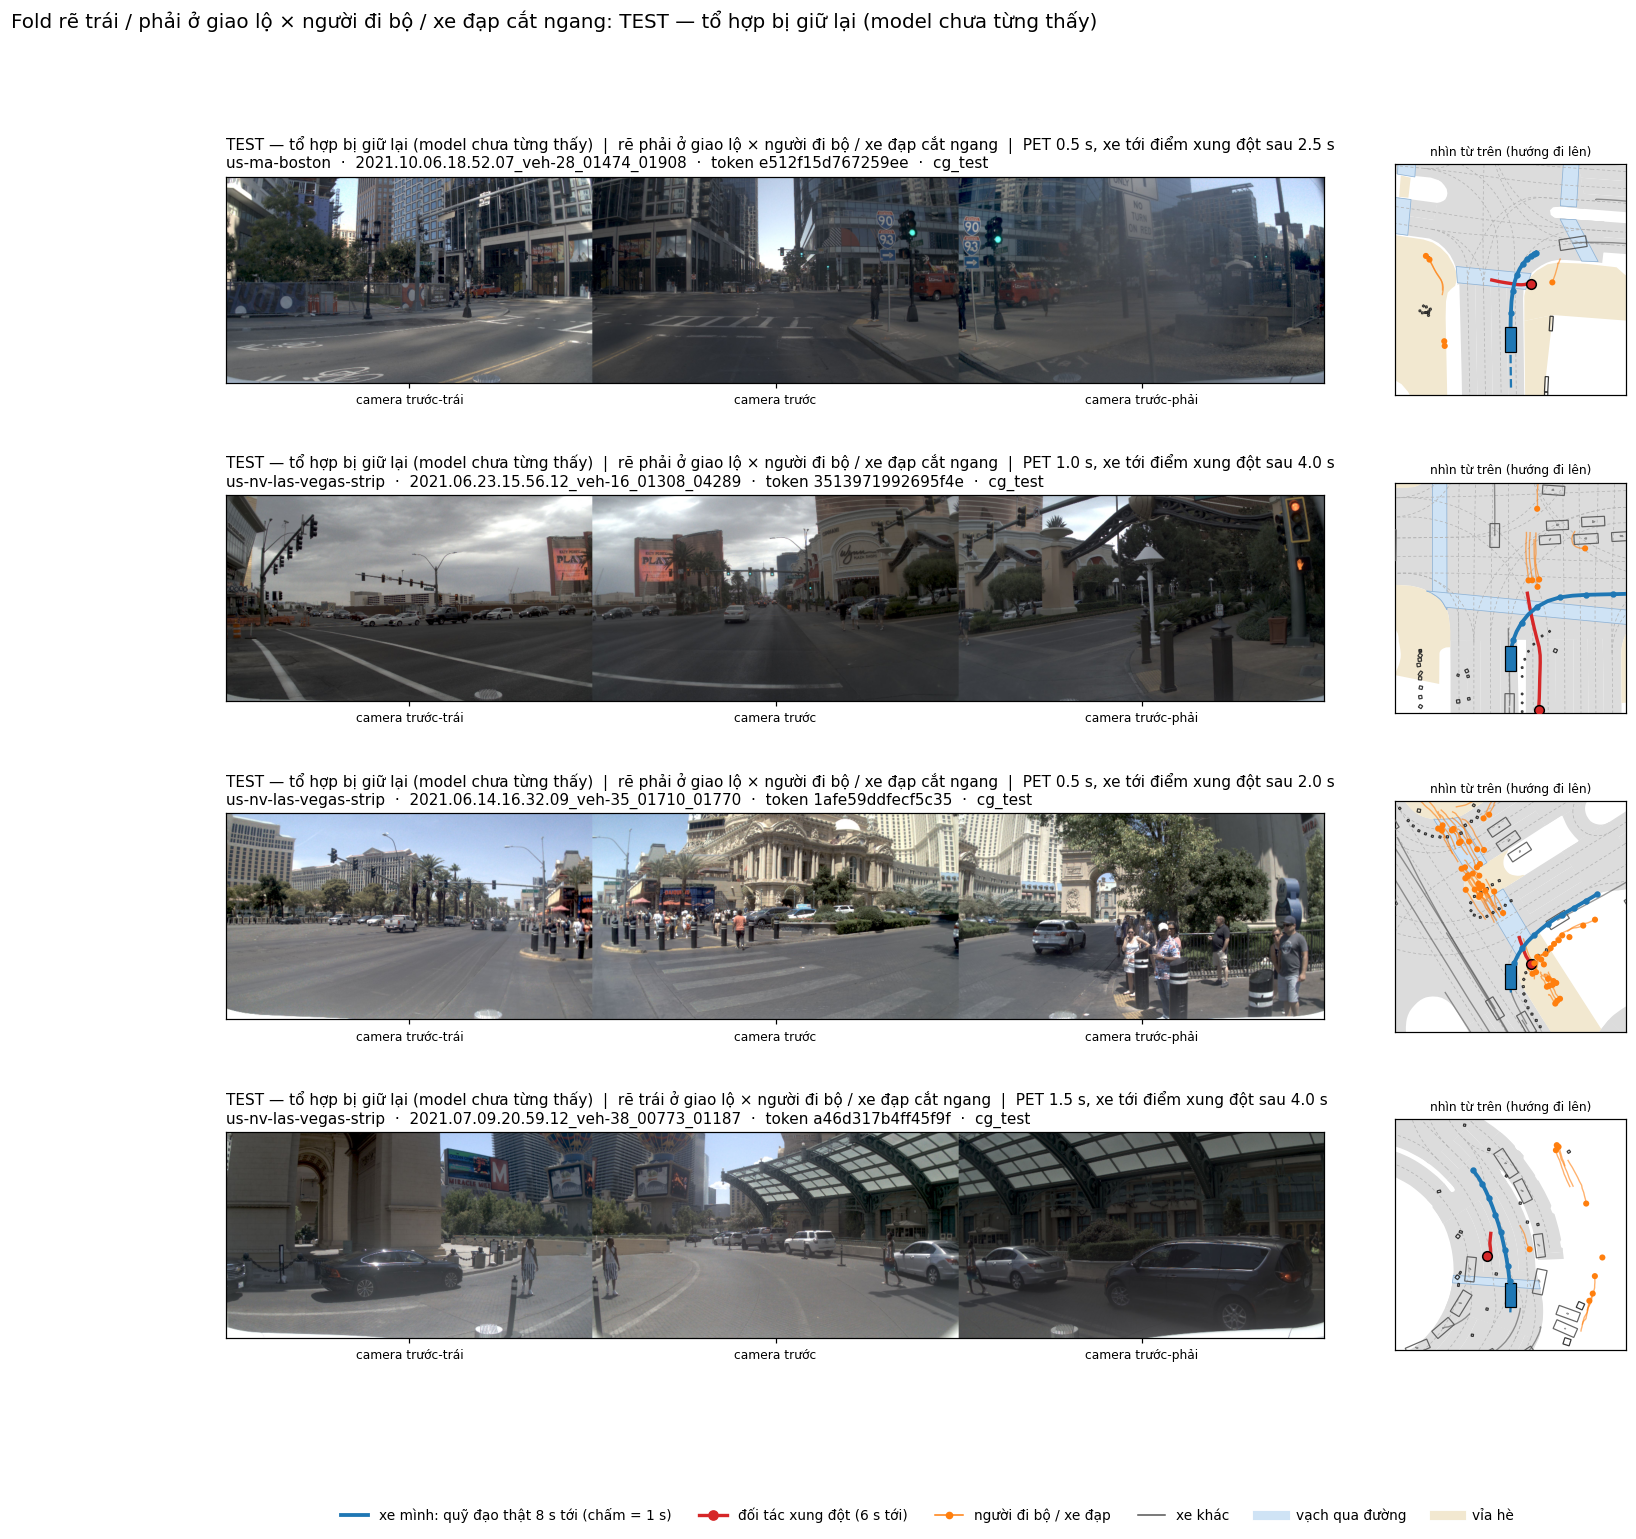 Fold rẽ trái / phải ở giao lộ × người đi bộ / xe đạp cắt ngang: TEST — tổ hợp bị giữ lại (model chưa từng thấy)
TEST — tổ hợp bị giữ lại (model chưa từng thấy) | rẽ phải ở giao lộ × người đi bộ / xe đạp cắt ngang | PET 0.5 s, xe tới điểm xung đột sau 2.5 s
us-ma-boston · 2021.10.06.18.52.07_veh-28_01474_01908 · token e512f15d767259ee · cg_test
nhìn từ trên (hướng đi lên)
90
93
90
93
NO
TURN
camera trước-trái
camera trước
camera trước-phải
TEST — tổ hợp bị giữ lại (model chưa từng thấy) | rẽ phải ở giao lộ × người đi bộ / xe đạp cắt ngang | PET 1.0 s, xe tới điểm xung đột sau 4.0 s
us-nv-las-vegas-strip · 2021.06.23.15.56.12_veh-16_01308_04289 · token 3513971992695f4e · cg_test
nhìn từ trên (hướng đi lên)
PLAY
PLAY
wynn
camera trước-trái
camera trước
camera trước-phải
TEST — tổ hợp bị giữ lại (model chưa từng thấy) | rẽ phải ở giao lộ × người đi bộ / xe đạp cắt ngang | PET 0.5 s, xe tới điểm xung đột sau 2.0 s
us-nv-las-vegas-strip · 2021.06.14.16.32.09_veh-35_01710_01770 · token 1afe59ddfecf5c35 · cg_test
nhìn từ trên (hướng đi lên)
camera trước-trái
camera trước
camera trước-phải
TEST — tổ hợp bị giữ lại (model chưa từng thấy) | rẽ trái ở giao lộ × người đi bộ / xe đạp cắt ngang | PET 1.5 s, xe tới điểm xung đột sau 4.0 s
us-nv-las-vegas-strip · 2021.07.09.20.59.12_veh-38_00773_01187 · token a46d317b4ff45f9f · cg_test
nhìn từ trên (hướng đi lên)
MIRACLE MILE
M
camera trước-trái
camera trước
camera trước-phải
xe mình: quỹ đạo thật 8 s tới (chấm = 1 s)
đối tác xung đột (6 s tới)
người đi bộ / xe đạp
xe khác
vạch qua đường
vỉa hè